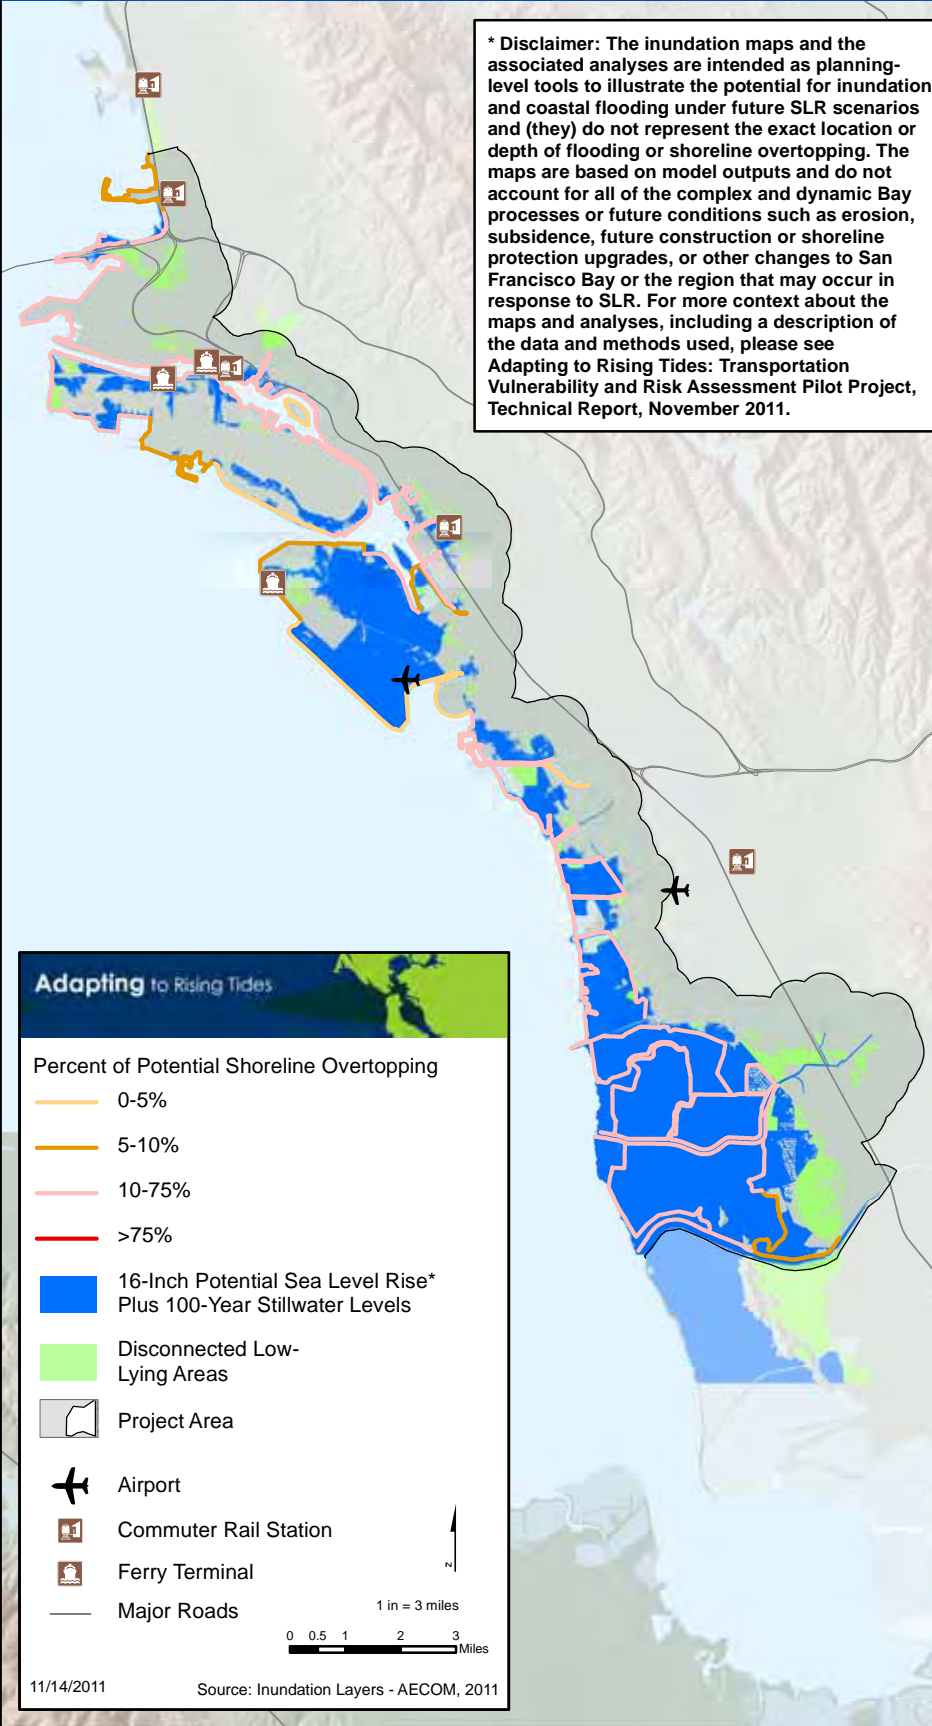 * Disclaimer: The inundation maps and the
associated analyses are intended as planning-
level tools to illustrate the potential for inundation
and coastal flooding under future SLR scenarios
and (they) do not represent the exact location or
depth of flooding or shoreline overtopping. The
maps are based on model outputs and do not
account for all of the complex and dynamic Bay
processes or future conditions such as erosion,
subsidence, future construction or shoreline
protection upgrades, or other changes to San
Francisco Bay or the region that may occur in
response to SLR. For more context about the
maps and analyses, including a description of
the data and methods used, please see
Adapting to Rising Tides: Transportation
Vulnerability and Risk Assessment Pilot Project,
Technical Report, November 2011.
Adapting to Rising Tides
Percent of Potential Shoreline Overtopping
0-5%
5-10%
10-75%
>75%
16-Inch Potential Sea Level Rise*
Plus 100-Year Stillwater Levels
Disconnected Low-
Lying Areas
Project Area
Airport
Commuter Rail Station
Ferry Terminal
Major Roads
N
1 in = 3 miles
0 0.5 1 2 3
Miles
11/14/2011
Source: Inundation Layers - AECOM, 2011